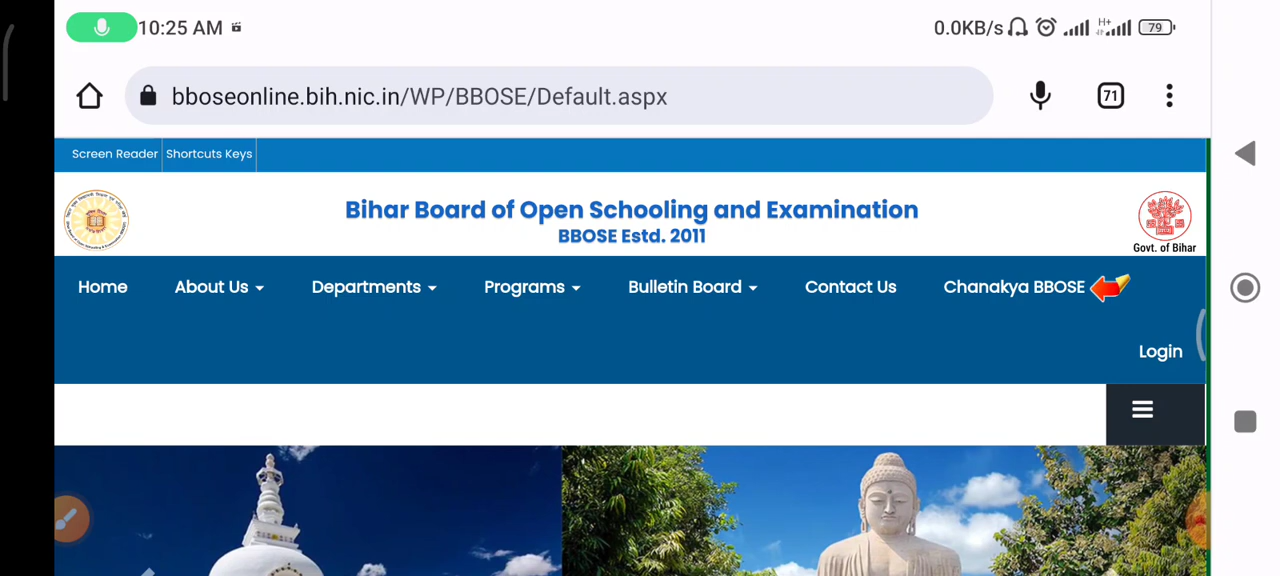 10:25 AM 0.0KB/s H+ 79
bboseonline.bih.nic.in/WP/BBOSE/Default.aspx 71
Screen Reader Shortcuts Keys
Bihar Board of Open Schooling and Examination
BBOSE Estd. 2011
Govt. of Bihar
Home About Us Departments Programs Bulletin Board Contact Us Chanakya BBOSE
Login